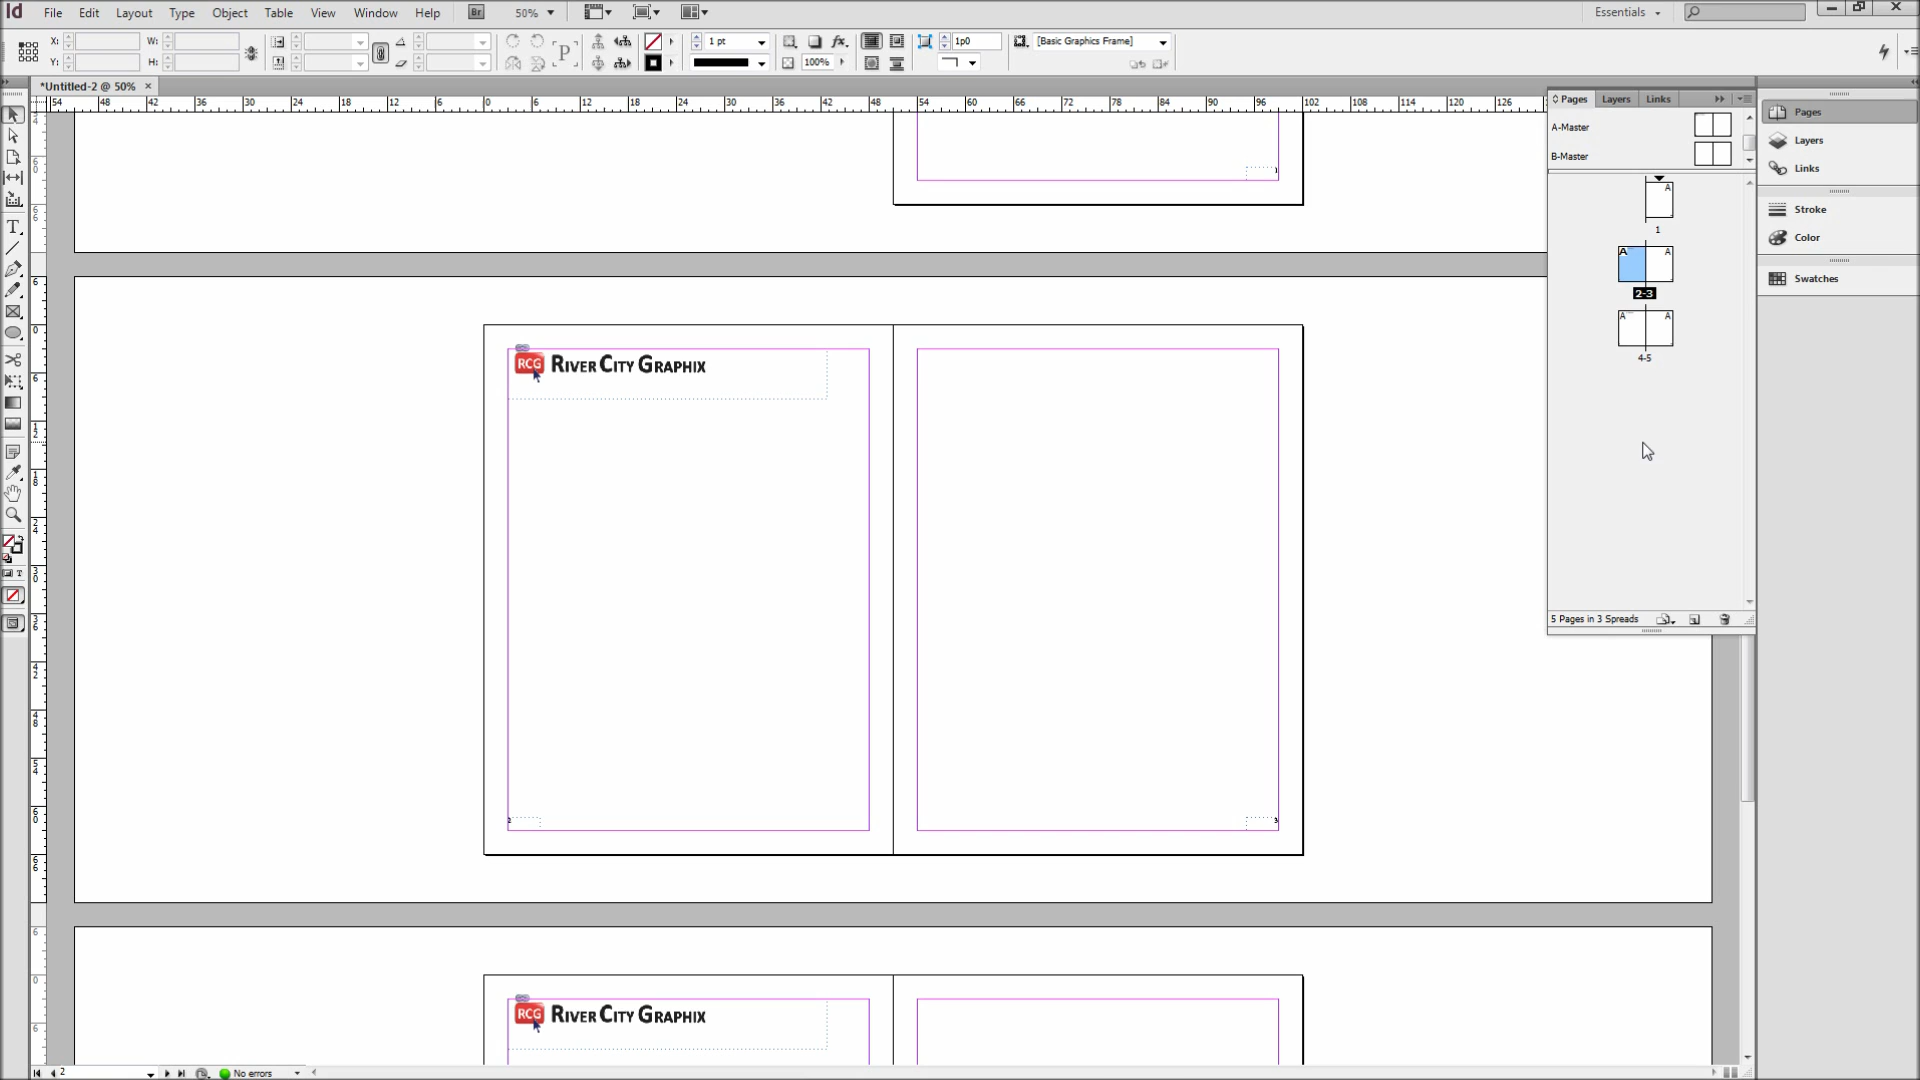 Id File Edit Layout Type Object Table View Window Help Br 50% Essentials
X: W: 1 pt 1p0 [Basic Graphics Frame]
Y: H: P 100%
*Untitled-2 @ 50% ×
54 48 42 36 30 24 18 12 6 0 6 12 18 24 30 36 42 48 54 60 66 72 78 84 90 96 102 108 114 120 126
Pages Layers Links
A-Master
B-Master
A
1
A A
2-3
A A
4-5
5 Pages in 3 Spreads
Pages
Layers
Links
Stroke
Color
Swatches
1
RCG River City Graphix
2 3
RCG River City Graphix
2 No errors